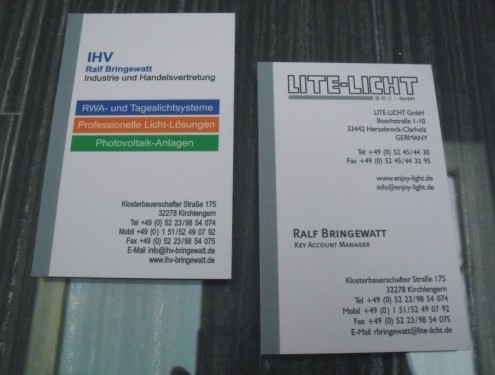 IHV
Ralf Bringewatt
Industrie und Handelsvertretung
RWA- und Tageslichtsysteme
Professionelle Licht-Lösungen
Photovoltaik-Anlagen
Klosterbauerschafter Straße 175
32278 Kirchlengern
Tel +49 (0) 52 23/98 54 074
Mobil +49 (0) 1 51/52 49 07 92
Fax +49 (0) 52 23/98 54 075
E-Mail info@ihv-bringewatt.de
www.ihv-bringewatt.de
LITE-LICHT
GmbH
LITE-LICHT GmbH
Boschstraße 1-10
33442 Herzebrock-Clarholz
GERMANY
Tel +49 (0) 52 45/44 30
Fax +49 (0) 52 45/44 32 95
www.enjoy-light.de
info@enjoy-light.de
RALF BRINGEWATT
KEY ACCOUNT MANAGER
Klosterbauerschafter Straße 175
32278 Kirchlengern
Tel +49 (0) 52 23/98 54 074
Mobil +49 (0) 1 51/52 49 07 92
Fax +49 (0) 52 23/98 54 075
E-Mail rbringewatt@lite-licht.de